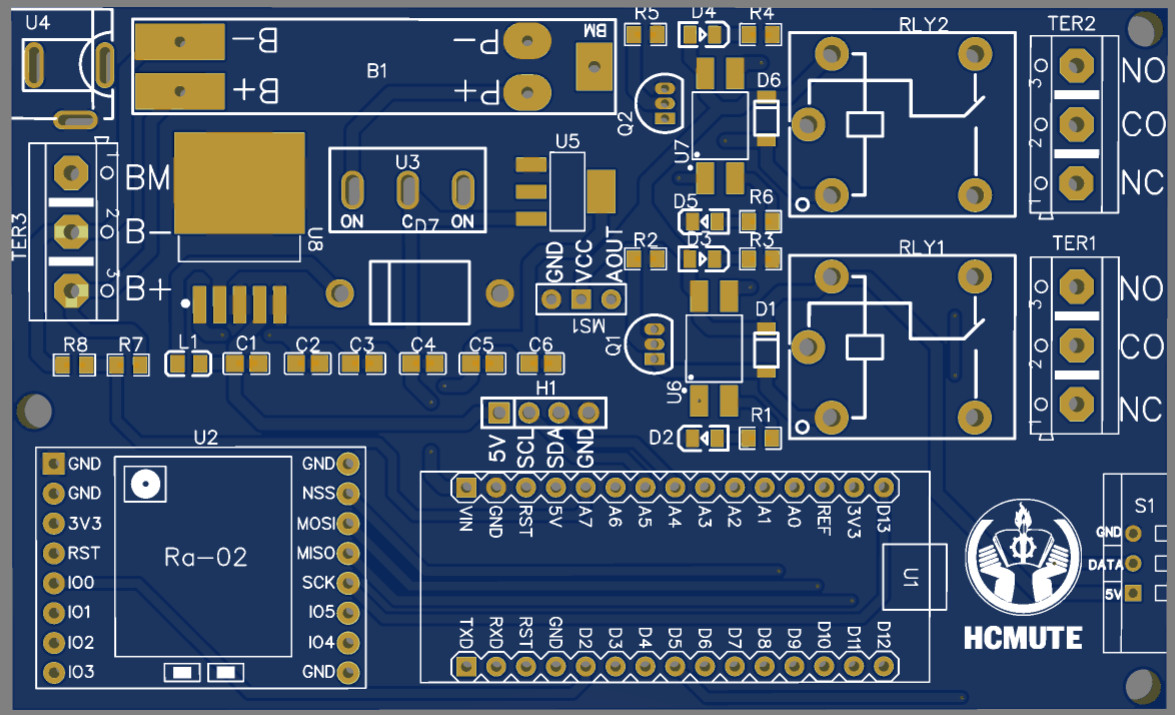 U4
B-
P-
BM
B1
B+
P+
R5
D4
R4
RLY2
TER2
NO
3
CO
2
NC
1
Q2
D6
U7
U3
U5
ON
C
D7
ON
TER3
1
BM
2
B-
3
B+
U8
D5
R6
R2
D3
R3
RLY1
TER1
NO
3
CO
2
NC
1
GND
VCC
AOUT
MS1
Q1
D1
U6
R8
R7
L1
C1
C2
C3
C4
C5
C6
H1
5V
SCL
SDA
GND
D2
R1
U2
GND
GND
3V3
RST
IO0
IO1
IO2
IO3
Ra-02
GND
NSS
MOSI
MISO
SCK
IO5
IO4
GND
VIN
GND
RST
5V
A7
A6
A5
A4
A3
A2
A1
A0
REF
3V3
D13
U1
TXD
RXD
RST
GND
D2
D3
D4
D5
D6
D7
D8
D9
D10
D11
D12
HCMUTE
S1
GND
DATA
5V